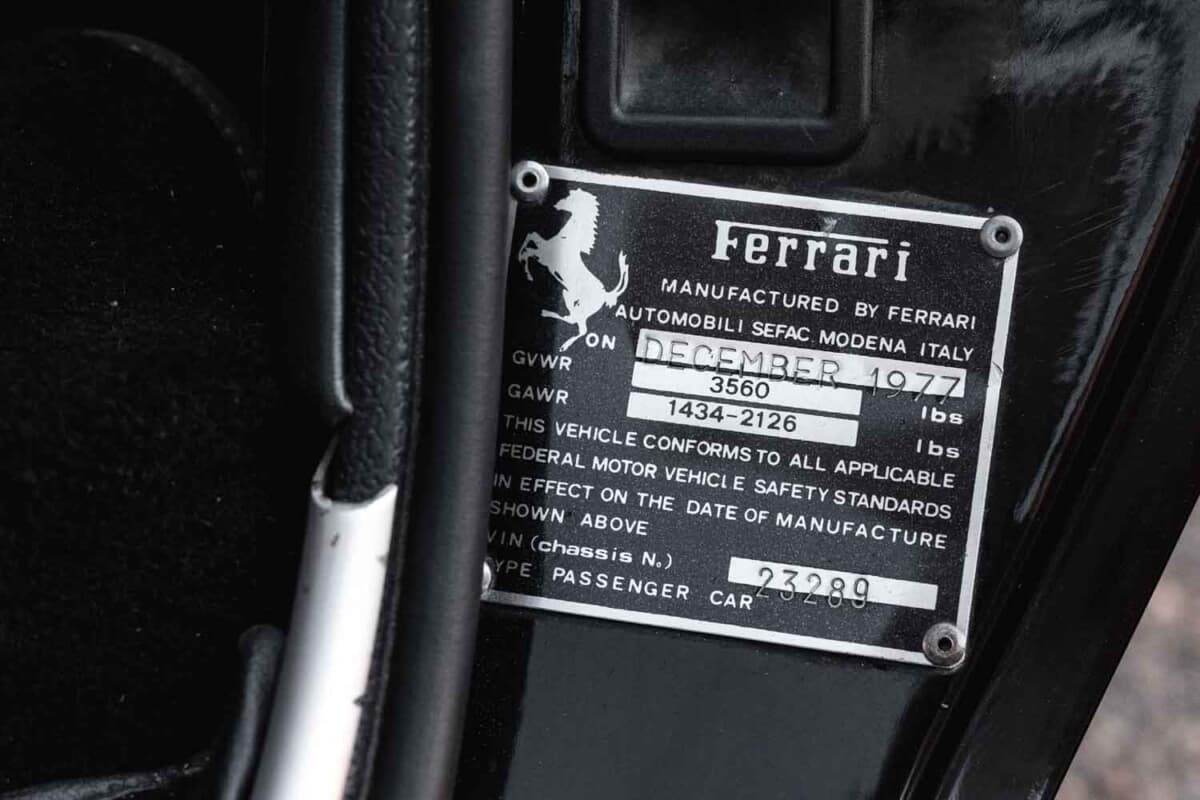 Ferrari
MANUFACTURED BY FERRARI
AUTOMOBILI SEFAC MODENA ITALY
ON DECEMBER 1977
GVWR 3560 lbs
GAWR 1434-2126 lbs
THIS VEHICLE CONFORMS TO ALL APPLICABLE
FEDERAL MOTOR VEHICLE SAFETY STANDARDS
IN EFFECT ON THE DATE OF MANUFACTURE
SHOWN ABOVE
VIN (chassis N.) 23289
YPE PASSENGER CAR